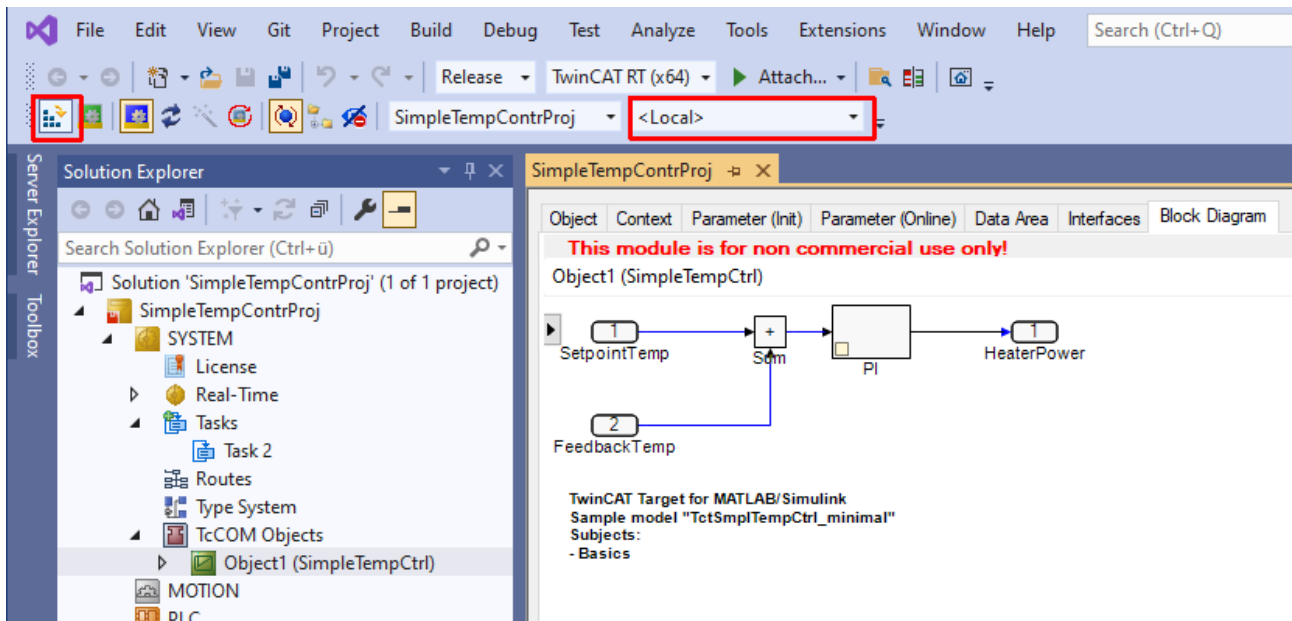 File Edit View Git Project Build Debug Test Analyze Tools Extensions Window Help Search (Ctrl+Q)
Release TwinCAT RT (x64) Attach...
SimpleTempContrProj <Local>
Server Explorer
Toolbox
Solution Explorer
Search Solution Explorer (Ctrl+ü)
Solution 'SimpleTempContrProj' (1 of 1 project)
SimpleTempContrProj
SYSTEM
License
Real-Time
Tasks
Task 2
Routes
Type System
TcCOM Objects
Object1 (SimpleTempCtrl)
MOTION
PLC
SimpleTempContrProj
Object Context Parameter (Init) Parameter (Online) Data Area Interfaces Block Diagram
This module is for non commercial use only!
Object1 (SimpleTempCtrl)
1
SetpointTemp
+
Sum
PI
1
HeaterPower
2
FeedbackTemp
TwinCAT Target for MATLAB/Simulink
Sample model "TctSmplTempCtrl_minimal"
Subjects:
- Basics